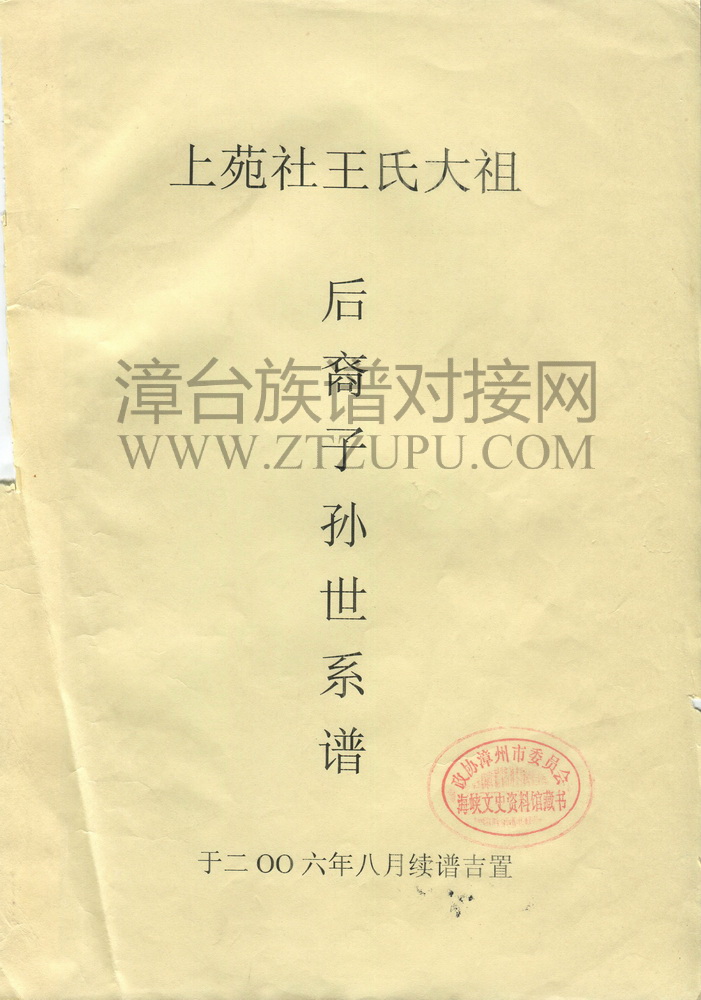 上苑社王氏大祖
后裔子孙世系谱
漳台族谱对接网
WWW.ZTZUPU.COM
政协漳州市委员会
海峡文史资料馆藏书
于二OO六年八月续谱吉置